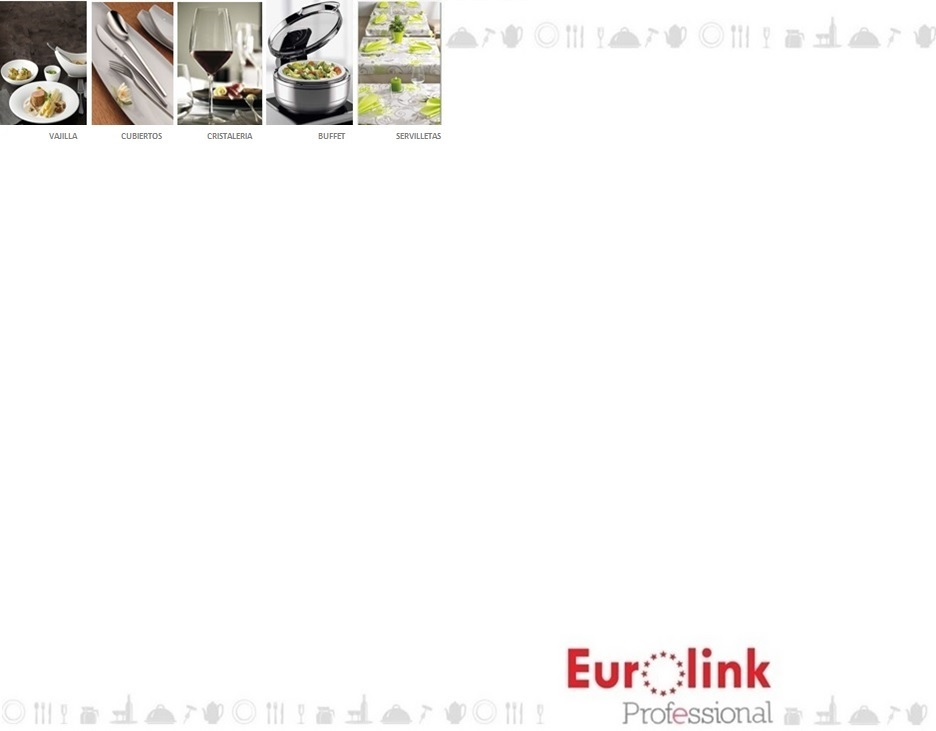 VAJILLA
CUBIERTOS
CRISTALERIA
BUFFET
SERVILLETAS
Eurolink
Professional